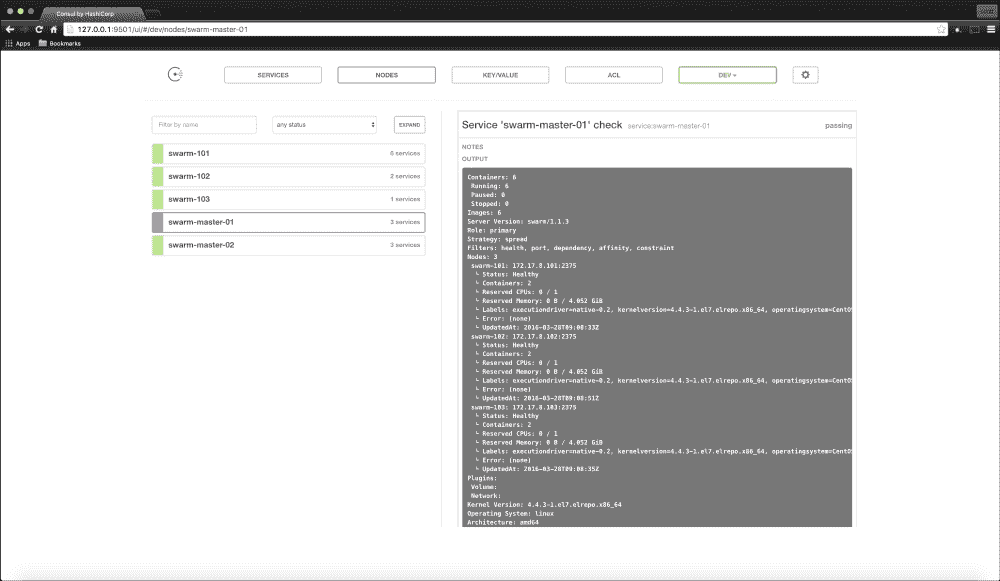 Consul by HashiCorp
127.0.0.1:9501/ui/#/dev/nodes/swarm-master-01
Apps Bookmarks
SERVICES NODES KEY/VALUE ACL DEV
Filter by name any status EXPAND
swarm-101 6 services
swarm-102 2 services
swarm-103 1 services
swarm-master-01 3 services
swarm-master-02 3 services
Service 'swarm-master-01' check service:swarm-master-01 passing
NOTES
OUTPUT
Containers: 6
Running: 6
Paused: 0
Stopped: 0
Images: 6
Server Version: swarm/1.1.3
Role: primary
Strategy: spread
Filters: health, port, dependency, affinity, constraint
Nodes: 3
swarm-101: 172.17.8.101:2375
└ Status: Healthy
└ Containers: 2
└ Reserved CPUs: 0 / 1
└ Reserved Memory: 0 B / 4.052 GiB
└ Labels: executiondriver=native-0.2, kernelversion=4.4.3-1.el7.elrepo.x86_64, operatingsystem=CentOS
└ Error: (none)
└ UpdatedAt: 2016-03-28T09:08:33Z
swarm-102: 172.17.8.102:2375
└ Status: Healthy
└ Containers: 2
└ Reserved CPUs: 0 / 1
└ Reserved Memory: 0 B / 4.052 GiB
└ Labels: executiondriver=native-0.2, kernelversion=4.4.3-1.el7.elrepo.x86_64, operatingsystem=CentOS
└ Error: (none)
└ UpdatedAt: 2016-03-28T09:08:51Z
swarm-103: 172.17.8.103:2375
└ Status: Healthy
└ Containers: 2
└ Reserved CPUs: 0 / 1
└ Reserved Memory: 0 B / 4.052 GiB
└ Labels: executiondriver=native-0.2, kernelversion=4.4.3-1.el7.elrepo.x86_64, operatingsystem=CentOS
└ Error: (none)
└ UpdatedAt: 2016-03-28T09:08:35Z
Plugins:
Volume:
Network:
Kernel Version: 4.4.3-1.el7.elrepo.x86_64
Operating System: linux
Architecture: amd64